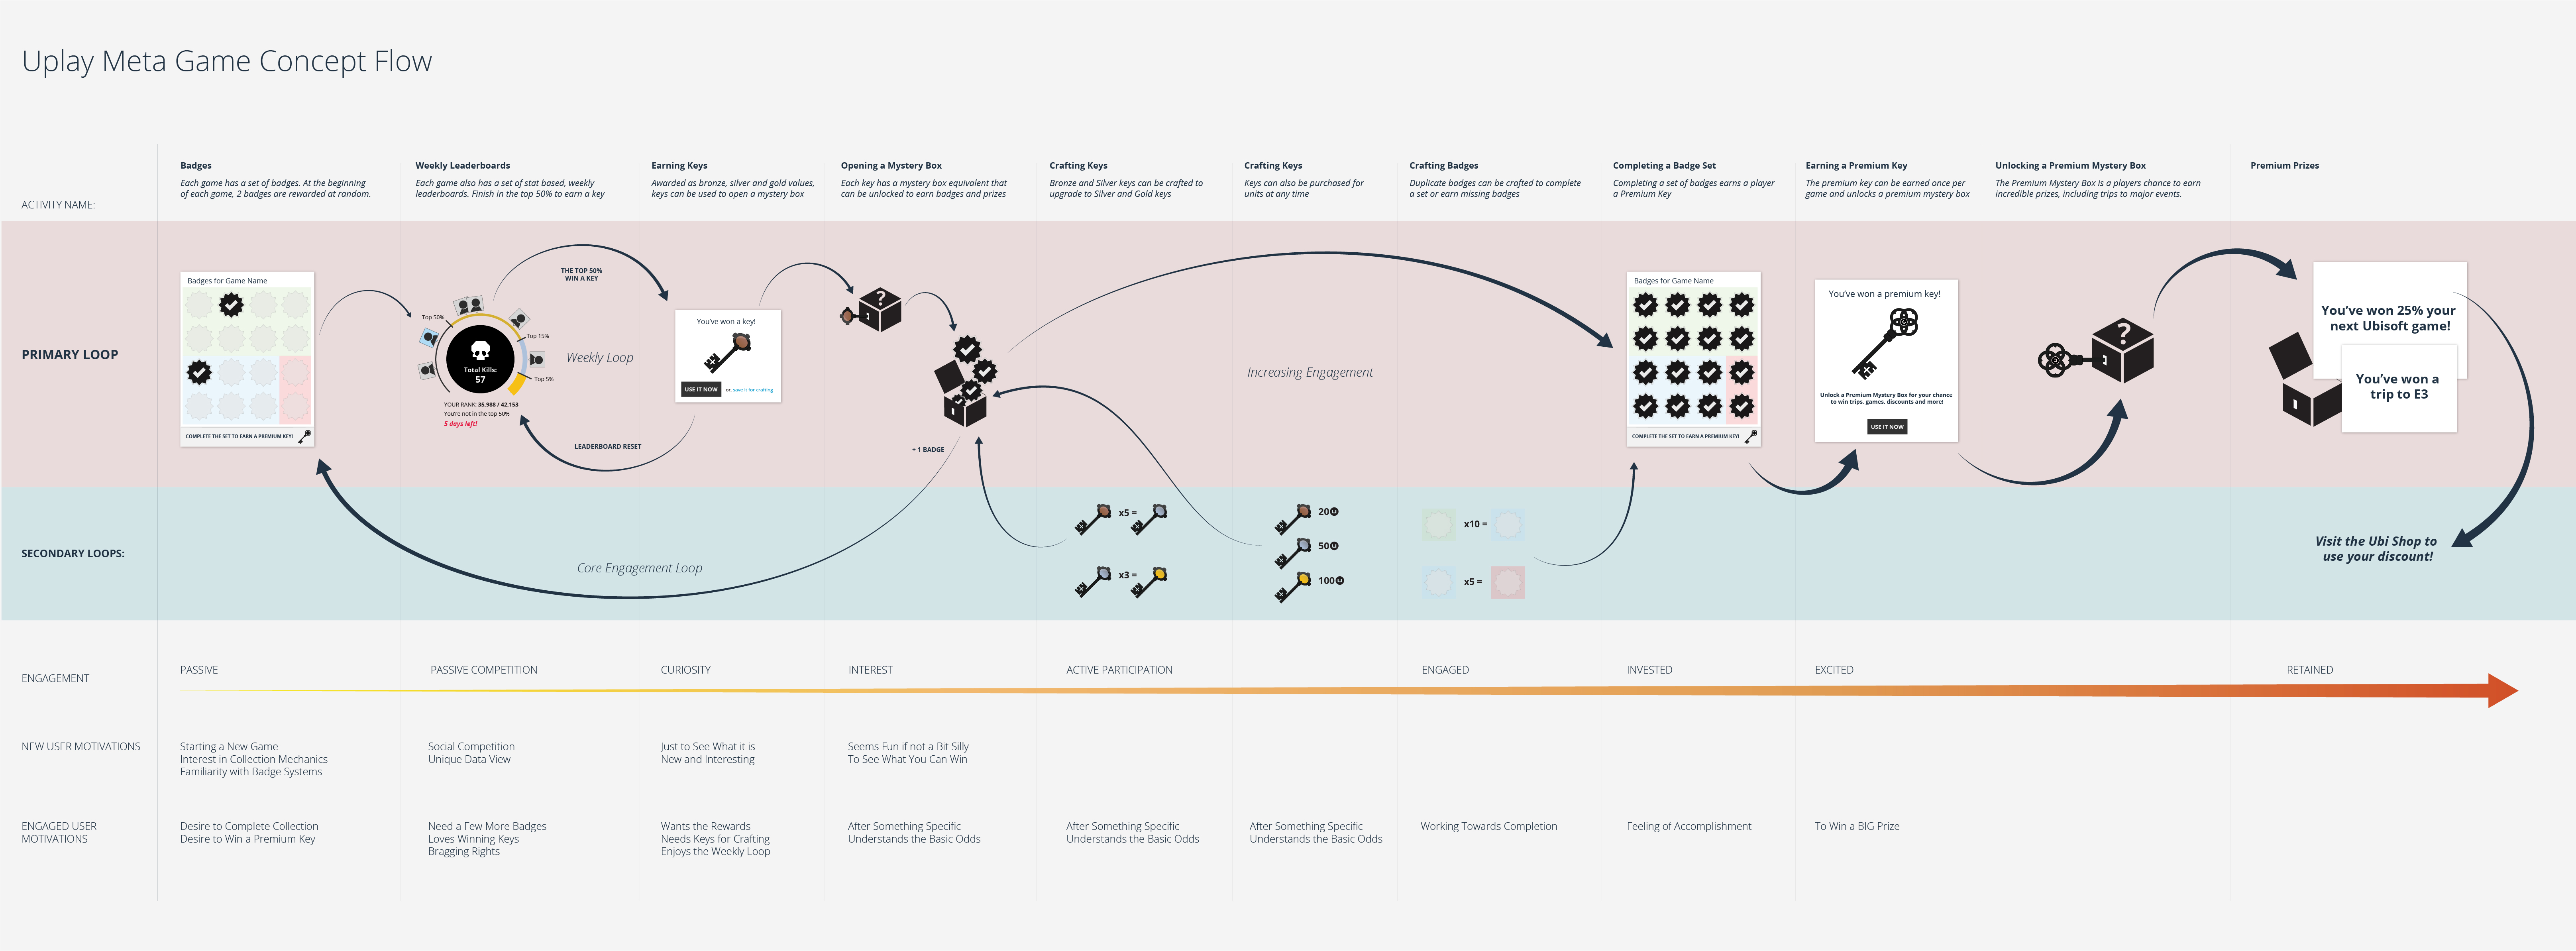 Uplay Meta Game Concept Flow
ACTIVITY NAME:
Badges
Each game has a set of badges. At the beginning
of each game, 2 badges are rewarded at random.
Weekly Leaderboards
Each game also has a set of stat based, weekly
leaderboards. Finish in the top 50% to earn a key
Earning Keys
Awarded as bronze, silver and gold values,
keys can be used to open a mystery box
Opening a Mystery Box
Each key has a mystery box equivalent that
can be unlocked to earn badges and prizes
Crafting Keys
Bronze and Silver keys can be crafted to
upgrade to Silver and Gold keys
Crafting Keys
Keys can also be purchased for
units at any time
Crafting Badges
Duplicate badges can be crafted to complete
a set or earn missing badges
Completing a Badge Set
Completing a set of badges earns a player
a Premium Key
Earning a Premium Key
The premium key can be earned once per
game and unlocks a premium mystery box
Unlocking a Premium Mystery Box
The Premium Mystery Box is a players chance to earn
incredible prizes, including trips to major events.
Premium Prizes
PRIMARY LOOP
Badges for Game Name
COMPLETE THE SET TO EARN A PREMIUM KEY!
Top 50%
Top 15%
Top 5%
Total Kills:
57
YOUR RANK: 35,988 / 42,153
You're not in the top 50%
5 days left!
THE TOP 50%
WIN A KEY
Weekly Loop
LEADERBOARD RESET
You've won a key!
USE IT NOW
or, save it for crafting
?
+ 1 BADGE
Increasing Engagement
Badges for Game Name
COMPLETE THE SET TO EARN A PREMIUM KEY!
You've won a premium key!
Unlock a Premium Mystery Box for your chance
to win trips, games, discounts and more!
USE IT NOW
?
You've won 25% your
next Ubisoft game!
You've won a
trip to E3
SECONDARY LOOPS:
Core Engagement Loop
x5 =
x3 =
20
50
100
x10 =
x5 =
Visit the Ubi Shop to
use your discount!
ENGAGEMENT
PASSIVE
PASSIVE COMPETITION
CURIOSITY
INTEREST
ACTIVE PARTICIPATION
ENGAGED
INVESTED
EXCITED
RETAINED
NEW USER MOTIVATIONS
Starting a New Game
Interest in Collection Mechanics
Familiarity with Badge Systems
Social Competition
Unique Data View
Just to See What it is
New and Interesting
Seems Fun if not a Bit Silly
To See What You Can Win
ENGAGED USER
MOTIVATIONS
Desire to Complete Collection
Desire to Win a Premium Key
Need a Few More Badges
Loves Winning Keys
Bragging Rights
Wants the Rewards
Needs Keys for Crafting
Enjoys the Weekly Loop
After Something Specific
Understands the Basic Odds
After Something Specific
Understands the Basic Odds
After Something Specific
Understands the Basic Odds
Working Towards Completion
Feeling of Accomplishment
To Win a BIG Prize